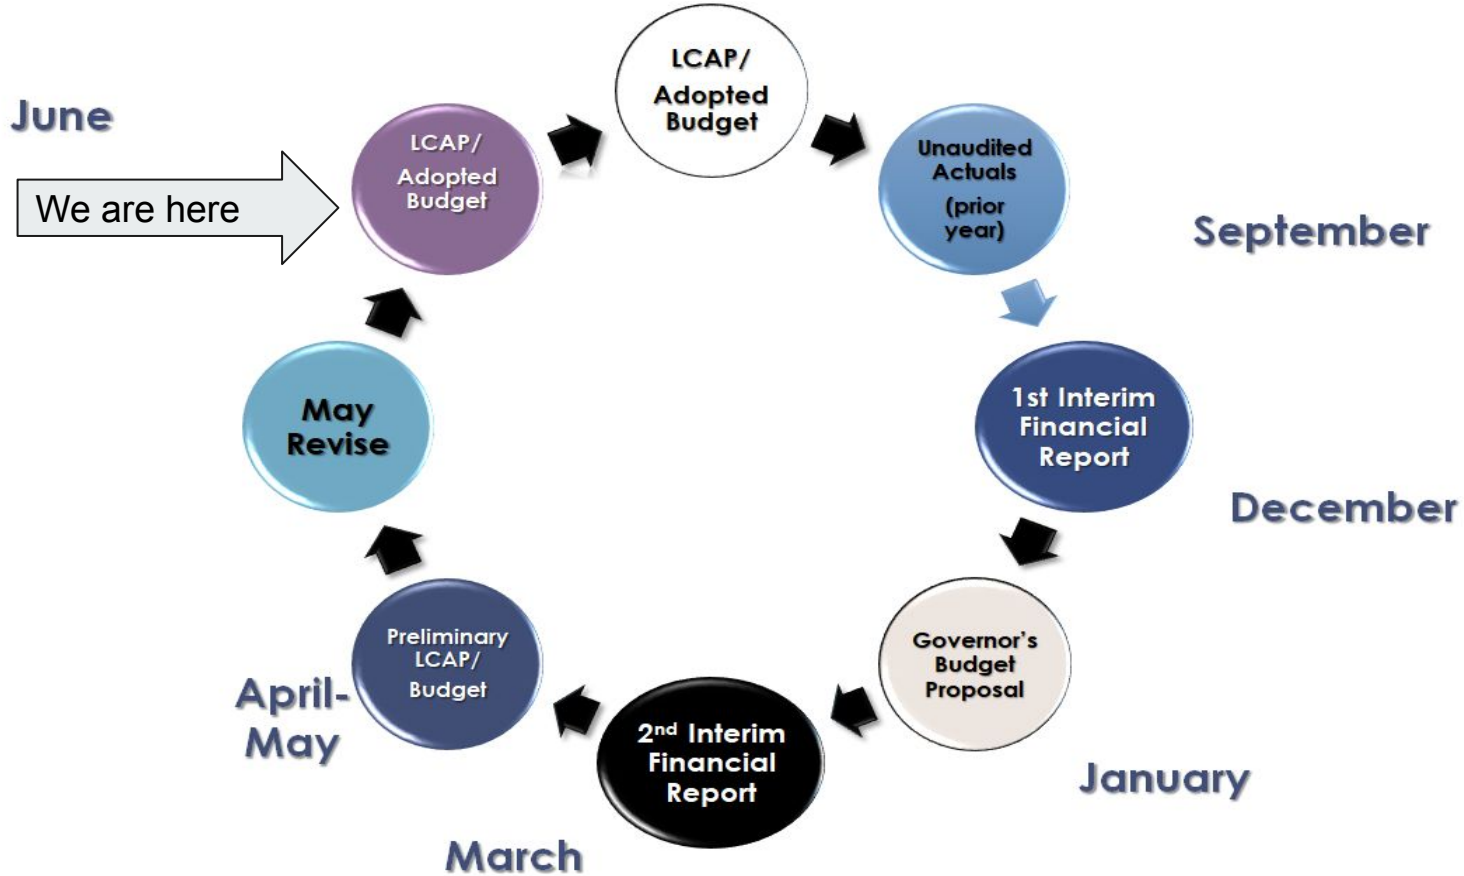 LCAP/
Adopted
Budget
June
LCAP/
Adopted
Budget
We are here
Unaudited
Actuals
(prior
year)
September
May
Revise
1st Interim
Financial
Report
December
Preliminary
LCAP/
Budget
April-
May
Governor's
Budget
Proposal
January
2nd Interim
Financial
Report
March